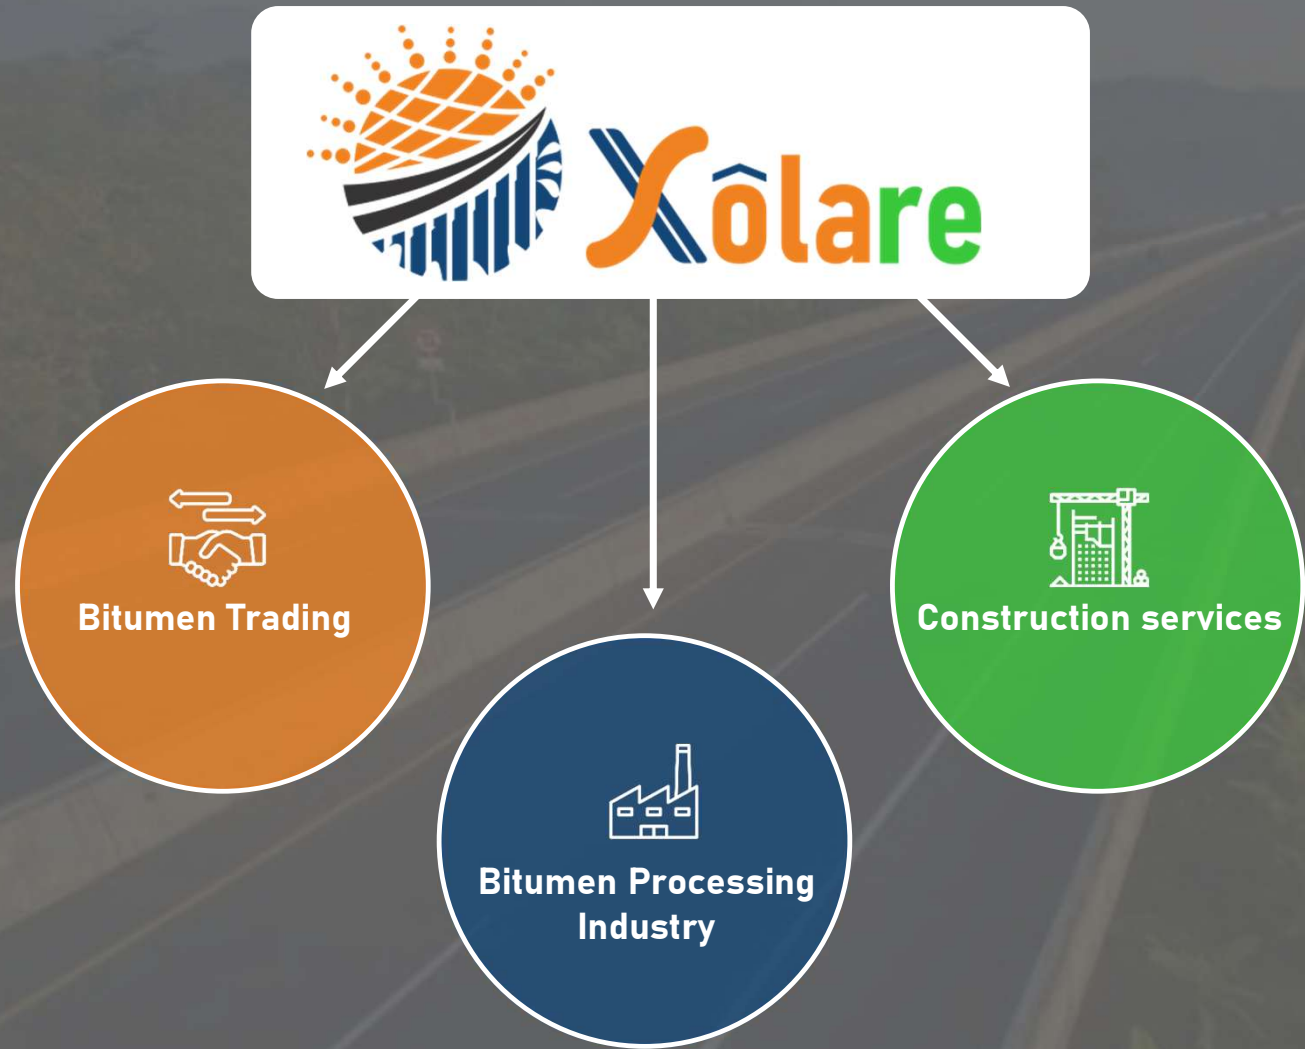 Xôlare
Bitumen Trading
Construction services
Bitumen Processing
Industry